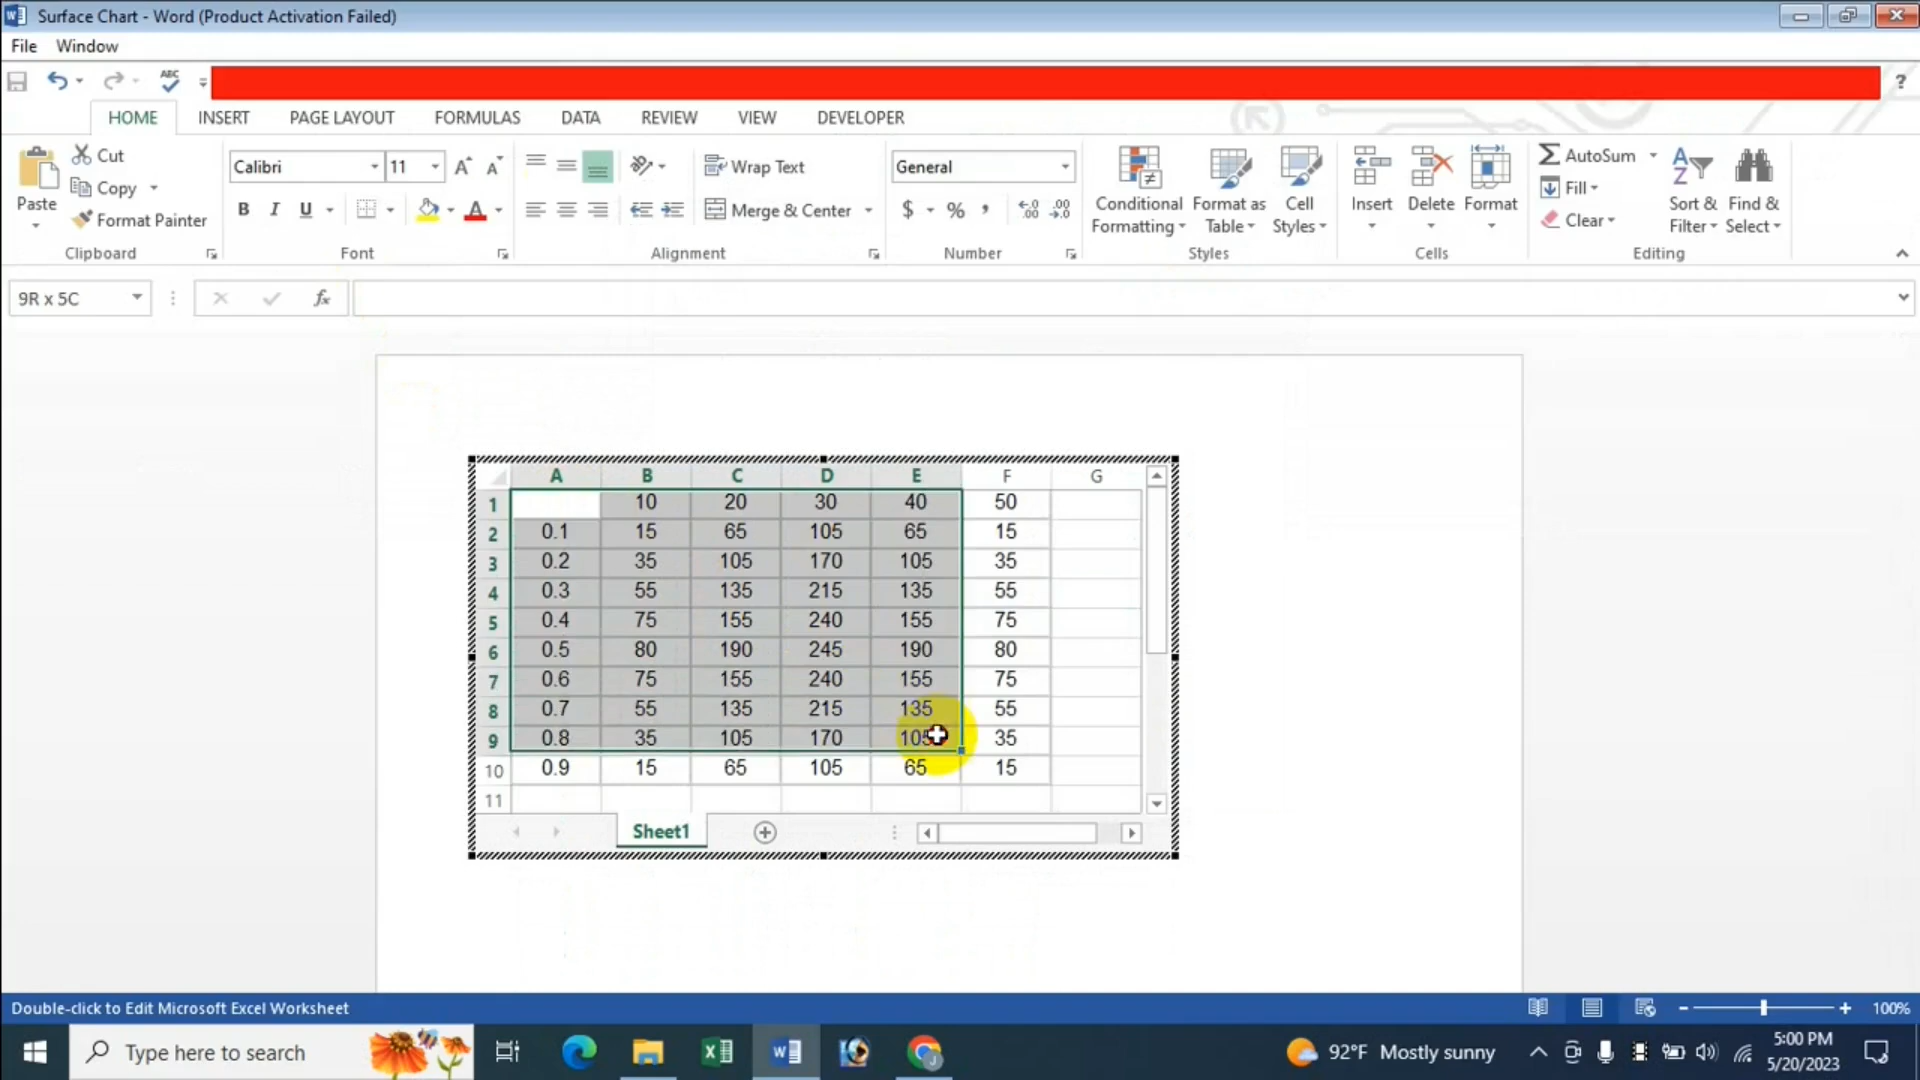 Surface Chart - Word (Product Activation Failed)
File Window
ABC ?
HOME INSERT PAGE LAYOUT FORMULAS DATA REVIEW VIEW DEVELOPER
Paste Cut Copy Format Painter
Clipboard
Calibri 11 A A
B I U A
Font
Wrap Text
Merge & Center
Alignment
General
$ % , .00 .0 .00
Number
Conditional Formatting Format as Table Cell Styles
Styles
Insert Delete Format
Cells
AutoSum Fill Clear
Sort & Filter Find & Select
Editing
9R x 5C fx
A B C D E F G
1 10 20 30 40 50
2 0.1 15 65 105 65 15
3 0.2 35 105 170 105 35
4 0.3 55 135 215 135 55
5 0.4 75 155 240 155 75
6 0.5 80 190 245 190 80
7 0.6 75 155 240 155 75
8 0.7 55 135 215 135 55
9 0.8 35 105 170 105 35
10 0.9 15 65 105 65 15
11
Sheet1
Double-click to Edit Microsoft Excel Worksheet 100%
Type here to search 92°F Mostly sunny 5:00 PM
5/20/2023